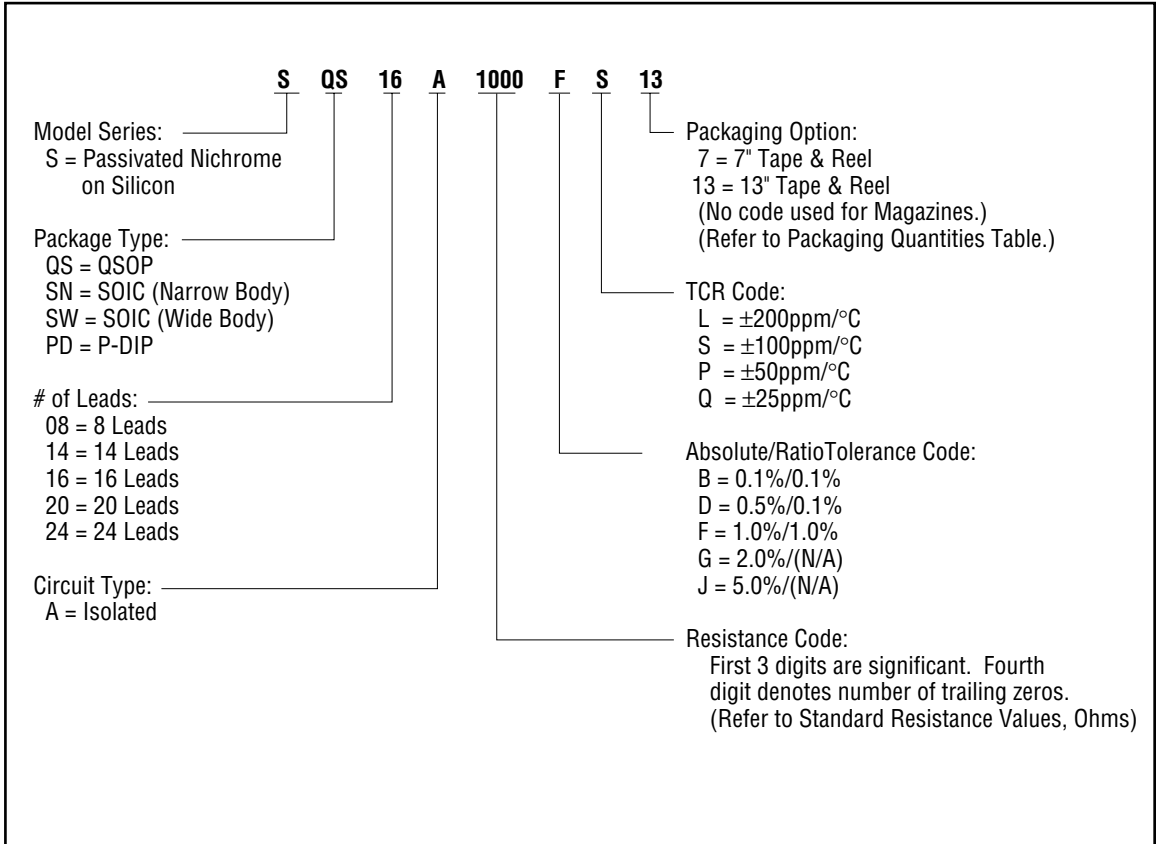 S QS 16 A 1000 F S 13
Model Series:
S = Passivated Nichrome
on Silicon
Package Type:
QS = QSOP
SN = SOIC (Narrow Body)
SW = SOIC (Wide Body)
PD = P-DIP
# of Leads:
08 = 8 Leads
14 = 14 Leads
16 = 16 Leads
20 = 20 Leads
24 = 24 Leads
Circuit Type:
A = Isolated
Packaging Option:
7 = 7" Tape & Reel
13 = 13" Tape & Reel
(No code used for Magazines.)
(Refer to Packaging Quantities Table.)
TCR Code:
L = ±200ppm/°C
S = ±100ppm/°C
P = ±50ppm/°C
Q = ±25ppm/°C
Absolute/RatioTolerance Code:
B = 0.1%/0.1%
D = 0.5%/0.1%
F = 1.0%/1.0%
G = 2.0%/(N/A)
J = 5.0%/(N/A)
Resistance Code:
First 3 digits are significant. Fourth
digit denotes number of trailing zeros.
(Refer to Standard Resistance Values, Ohms)